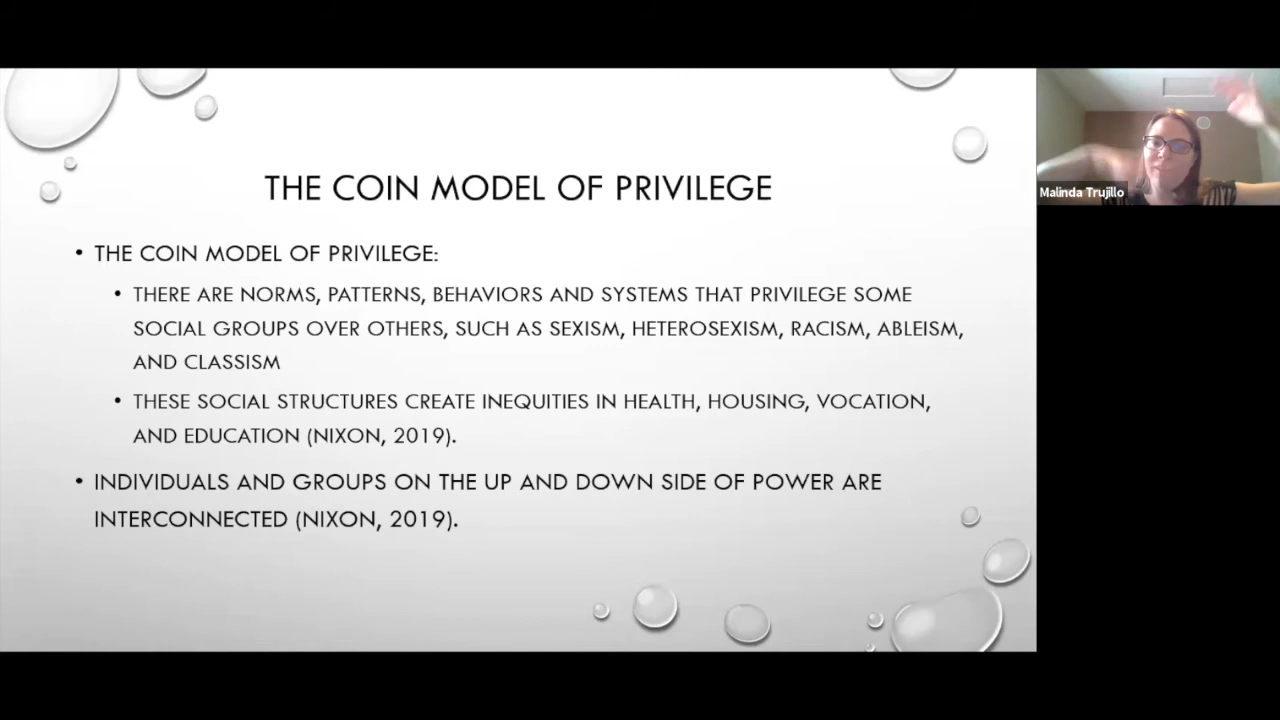 THE COIN MODEL OF PRIVILEGE
• THE COIN MODEL OF PRIVILEGE:
• THERE ARE NORMS, PATTERNS, BEHAVIORS AND SYSTEMS THAT PRIVILEGE SOME
SOCIAL GROUPS OVER OTHERS, SUCH AS SEXISM, HETEROSEXISM, RACISM, ABLEISM,
AND CLASSISM
• THESE SOCIAL STRUCTURES CREATE INEQUITIES IN HEALTH, HOUSING, VOCATION,
AND EDUCATION (NIXON, 2019).
• INDIVIDUALS AND GROUPS ON THE UP AND DOWN SIDE OF POWER ARE
INTERCONNECTED (NIXON, 2019).
Malinda Trujillo